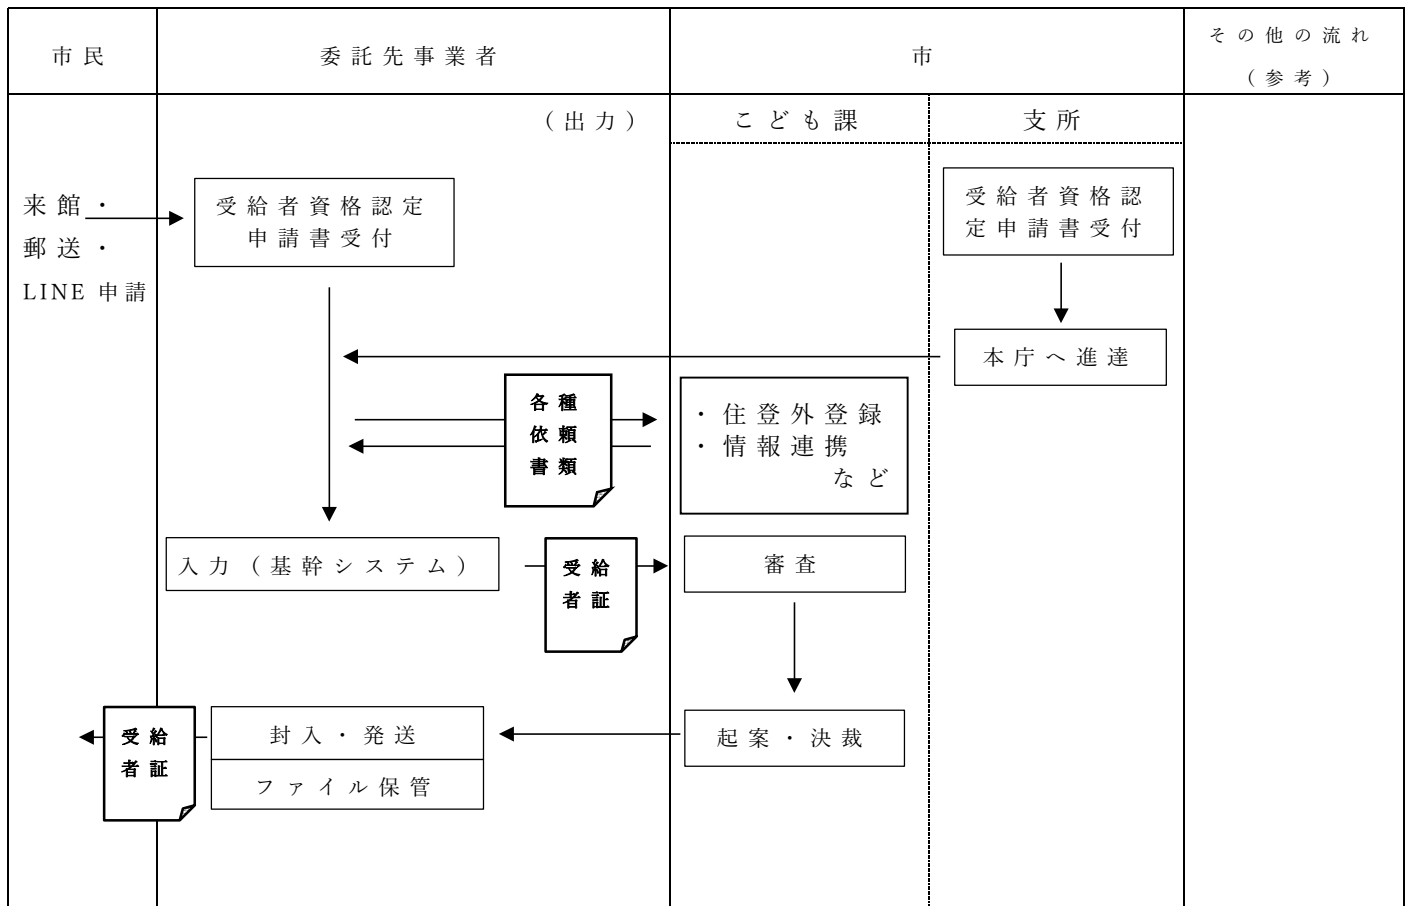 市民
委託先事業者
市
その他の流れ
（参考）
（出力）
こども課
支所
来館・
郵送・
LINE 申請
受給者資格認定
申請書受付
受給者資格認
定申請書受付
本庁へ進達
各種
依頼
書類
・住登外登録
・情報連携
など
入力（基幹システム）
受給
者証
審査
受給
者証
封入・発送
ファイル保管
起案・決裁